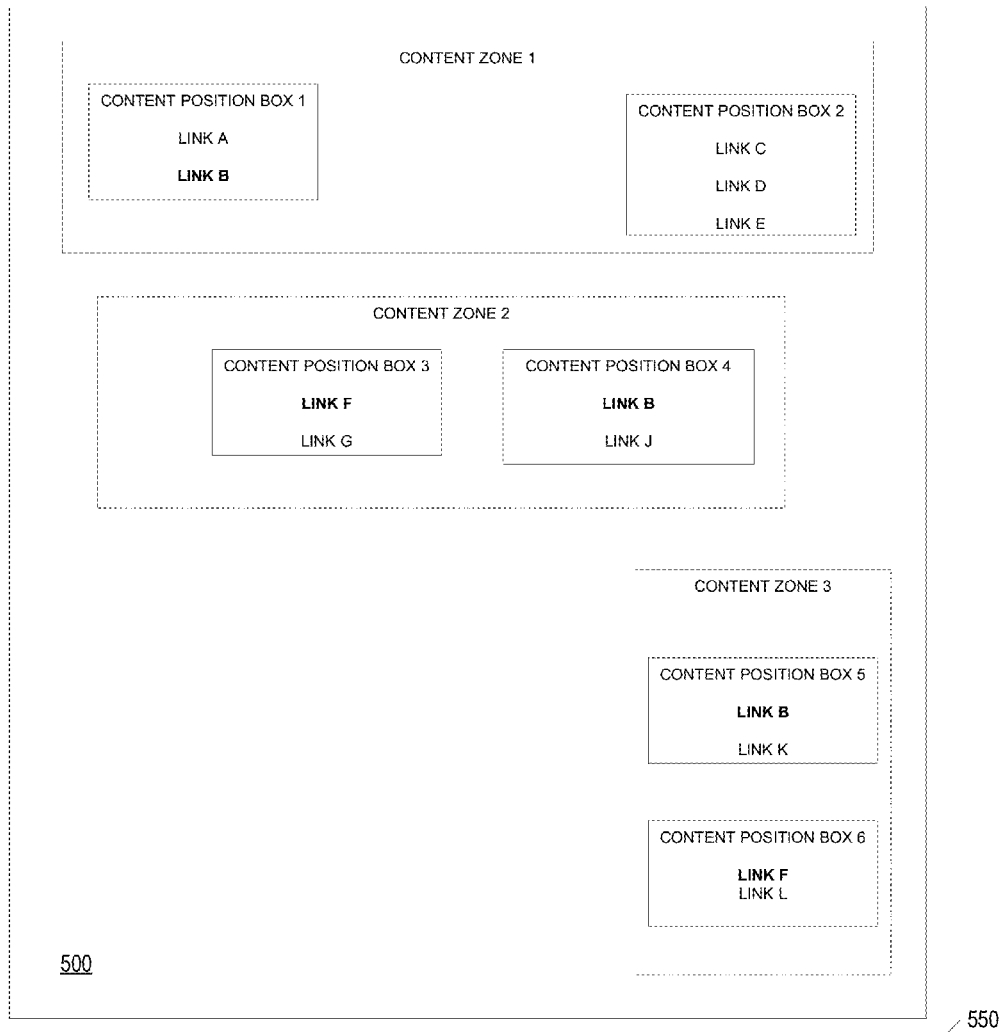 CONTENT ZONE 1
CONTENT POSITION BOX 1
LINK A
LINK B
CONTENT POSITION BOX 2
LINK C
LINK D
LINK E
CONTENT ZONE 2
CONTENT POSITION BOX 3
LINK F
LINK G
CONTENT POSITION BOX 4
LINK B
LINK J
CONTENT ZONE 3
CONTENT POSITION BOX 5
LINK B
LINK K
CONTENT POSITION BOX 6
LINK F
LINK L
500
550